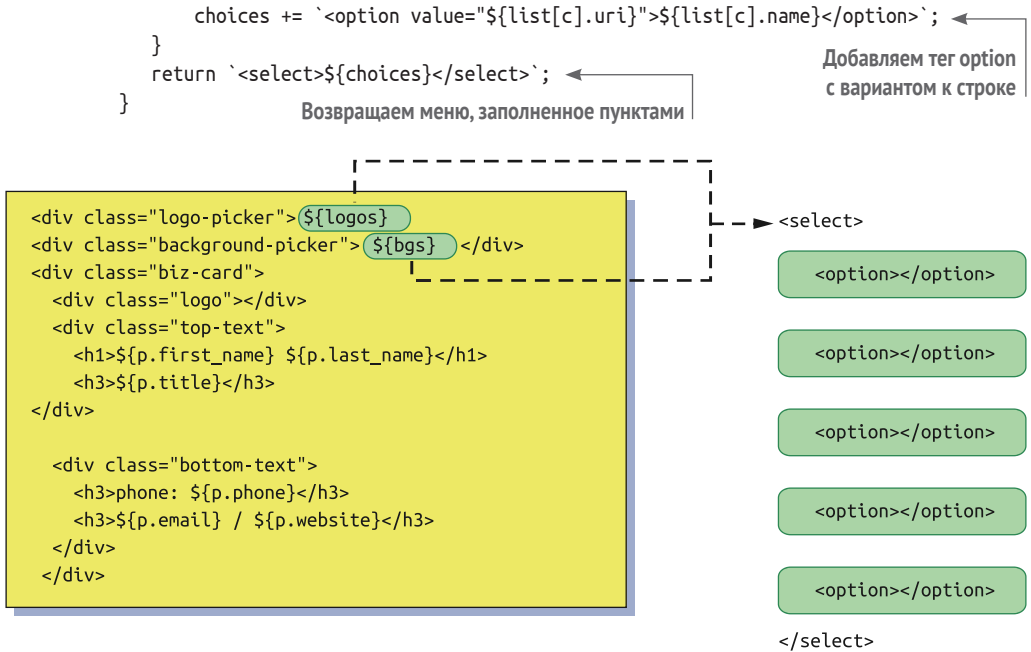 choices += `<option value="${list[c].uri}">${list[c].name}</option>`;
Добавляем тег option
с вариантом к строке
}
return `<select>${choices}</select>`;
Возвращаем меню, заполненное пунктами
}
<div class="logo-picker">${logos}
<div class="background-picker"> ${bgs} </div>
<div class="biz-card">
<div class="logo"></div>
<div class="top-text">
<h1>${p.first_name} ${p.last_name}</h1>
<h3>${p.title}</h3>
</div>
<div class="bottom-text">
<h3>phone: ${p.phone}</h3>
<h3>${p.email} / ${p.website}</h3>
</div>
</div>
<select>
<option></option>
<option></option>
<option></option>
<option></option>
<option></option>
</select>